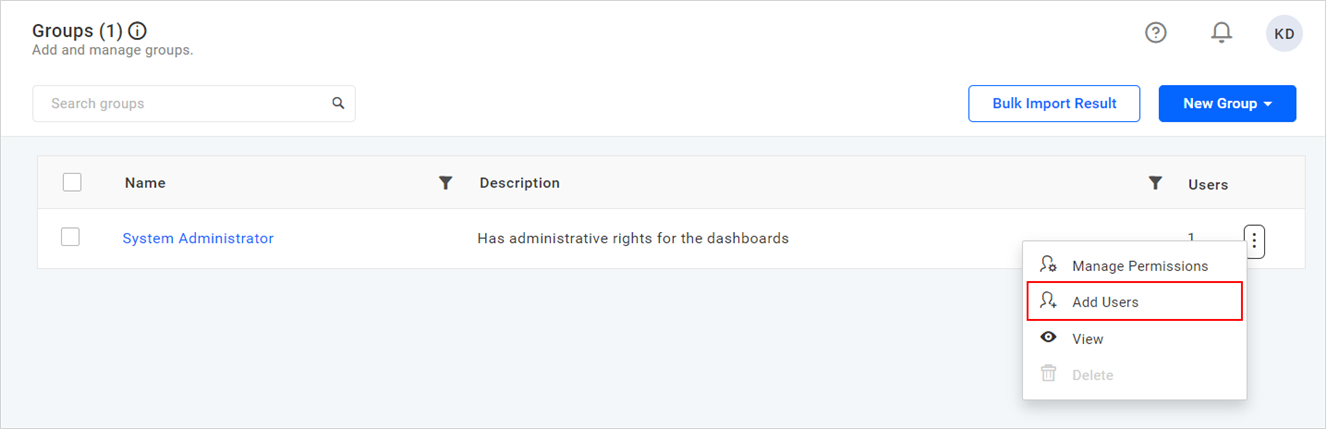 Groups (1)
Add and manage groups.
KD
Search groups
Bulk Import Result
New Group
Name
Description
Users
System Administrator
Has administrative rights for the dashboards
1
Manage Permissions
Add Users
View
Delete